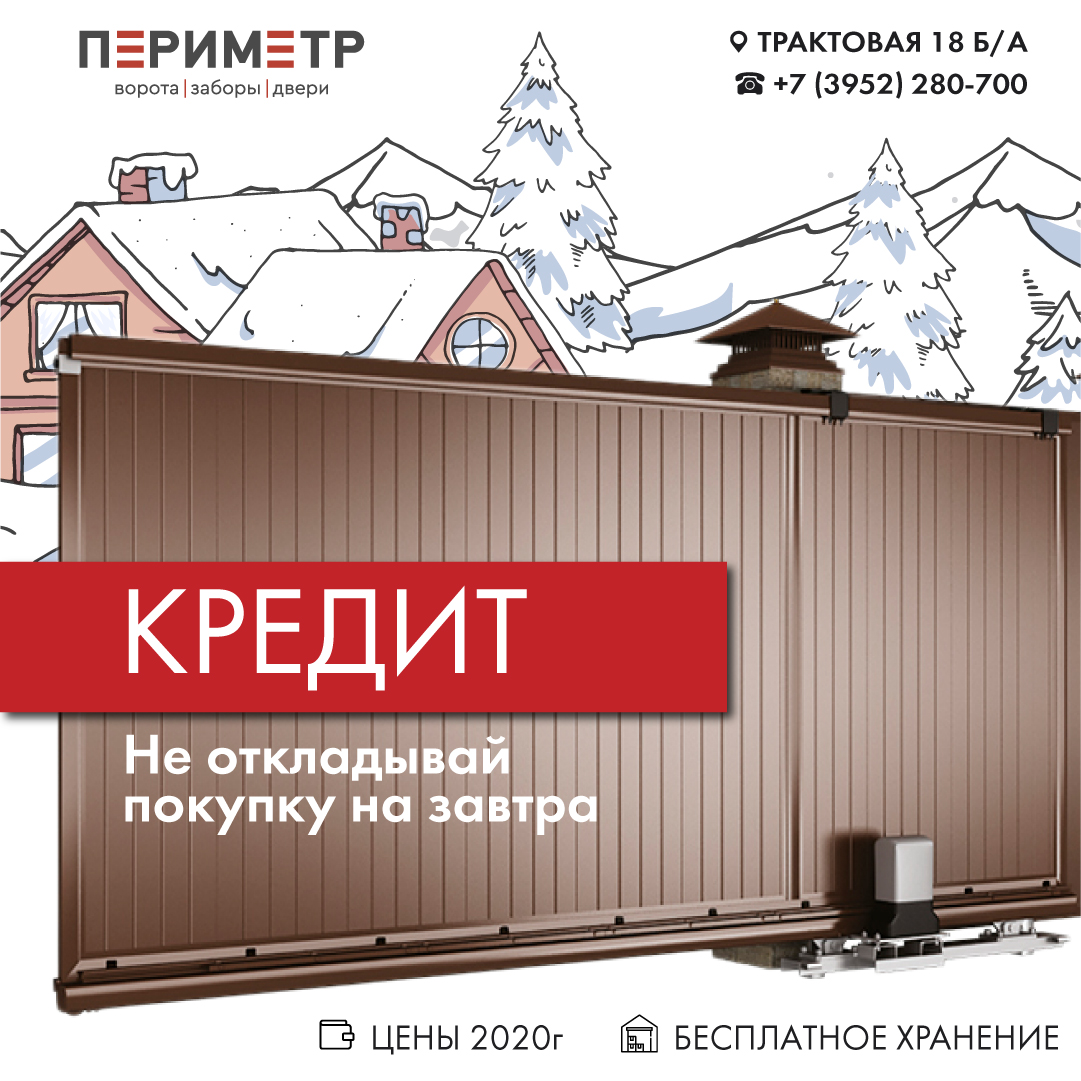 ПЕРИМЕТР
ворота|заборы|двери
ТРАКТОВАЯ 18 Б/А
+7 (3952) 280-700
КРЕДИТ
Не откладывай
покупку на завтра
ЦЕНЫ 2020г
БЕСПЛАТНОЕ ХРАНЕНИЕ